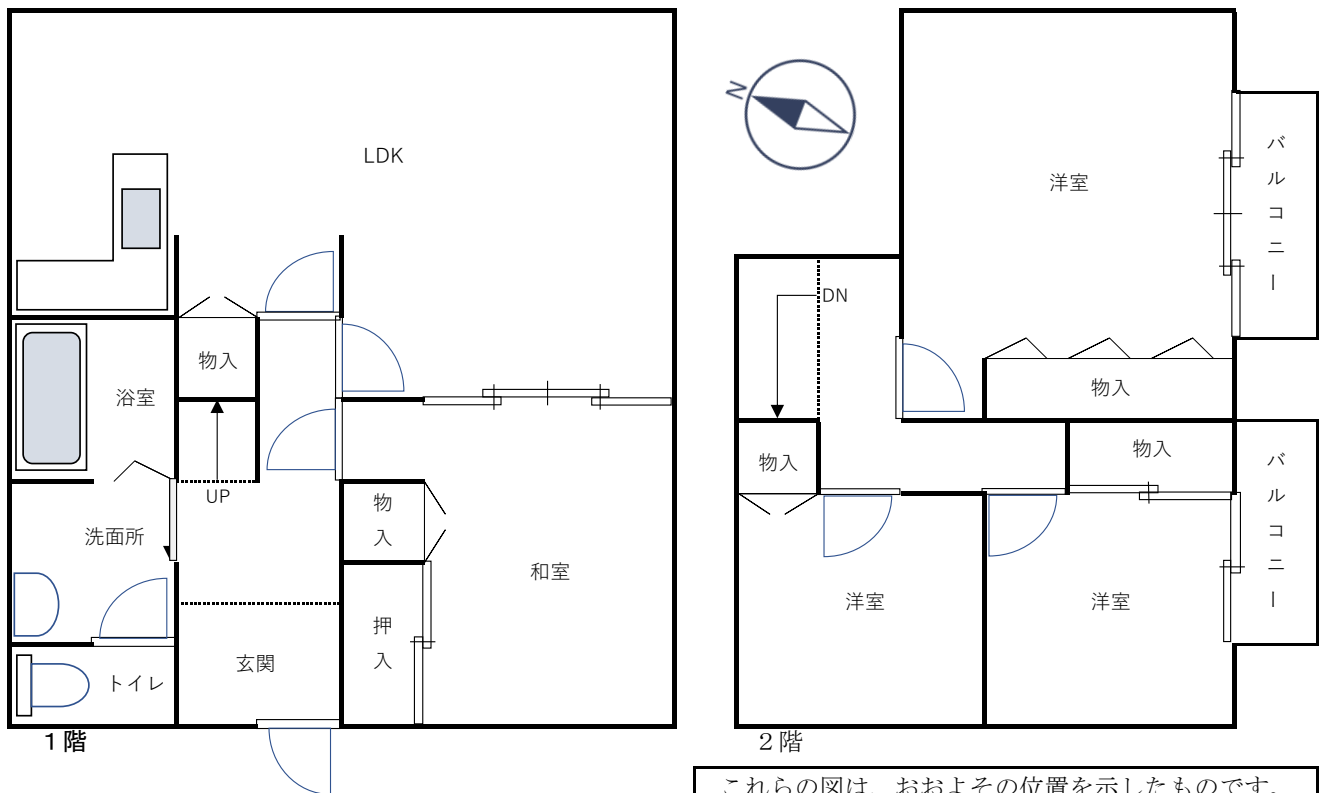 LDK
物入
浴室
UP
洗面所
物入
和室
押入
玄関
トイレ
1階
N
洋室
バルコニー
DN
物入
物入
物入
バルコニー
洋室
洋室
2階
これらの図は、おおよその位置を示したものです。